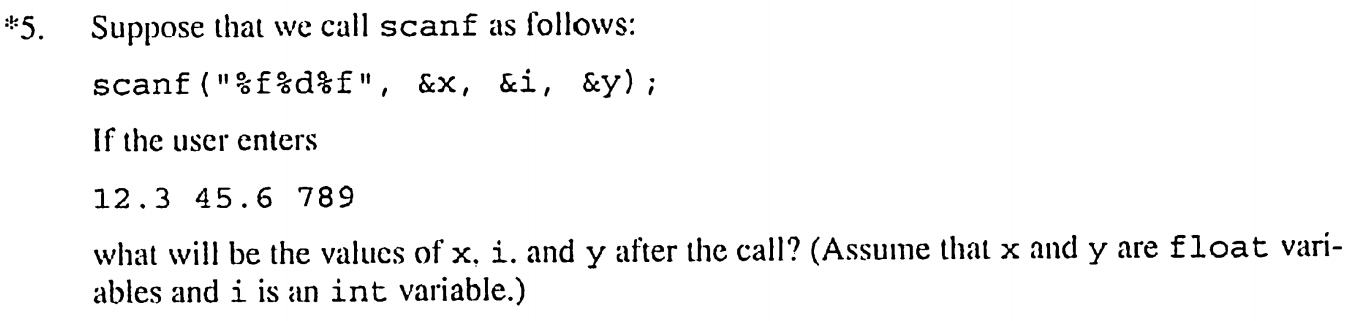 *5. Suppose that we call scanf as follows:
scanf("%f%d%f", &x, &i, &y);
If the user enters
12.3 45.6 789
what will be the values of x, i, and y after the call? (Assume that x and y are float vari-
ables and i is an int variable.)